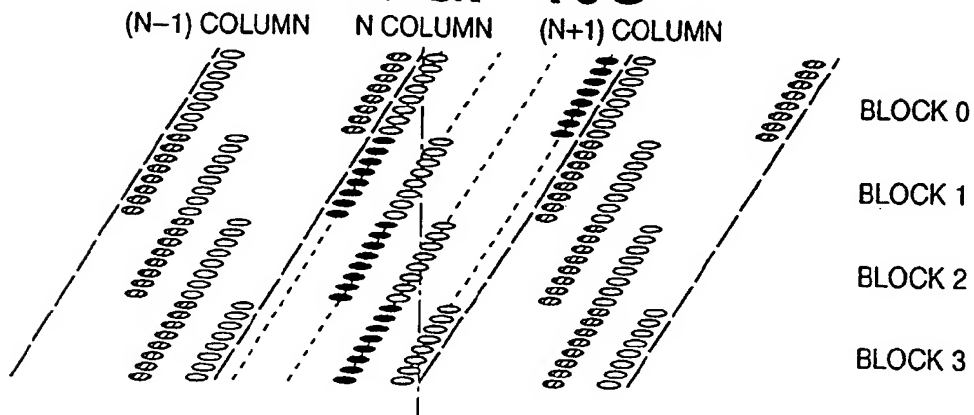 (N–1) COLUMN N COLUMN (N+1) COLUMN
BLOCK 0
BLOCK 1
BLOCK 2
BLOCK 3